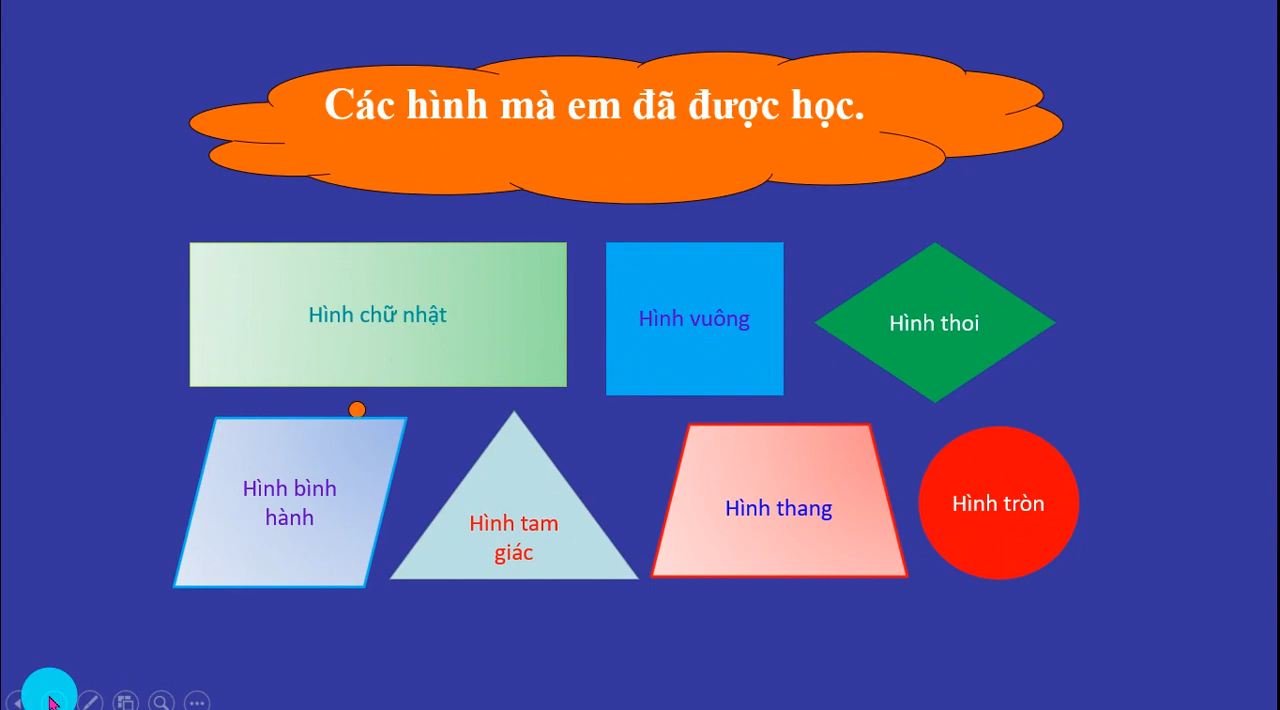 Các hình mà em đã được học.
Hình chữ nhật
Hình vuông
Hình thoi
Hình bình
hành
Hình tam
giác
Hình thang
Hình tròn